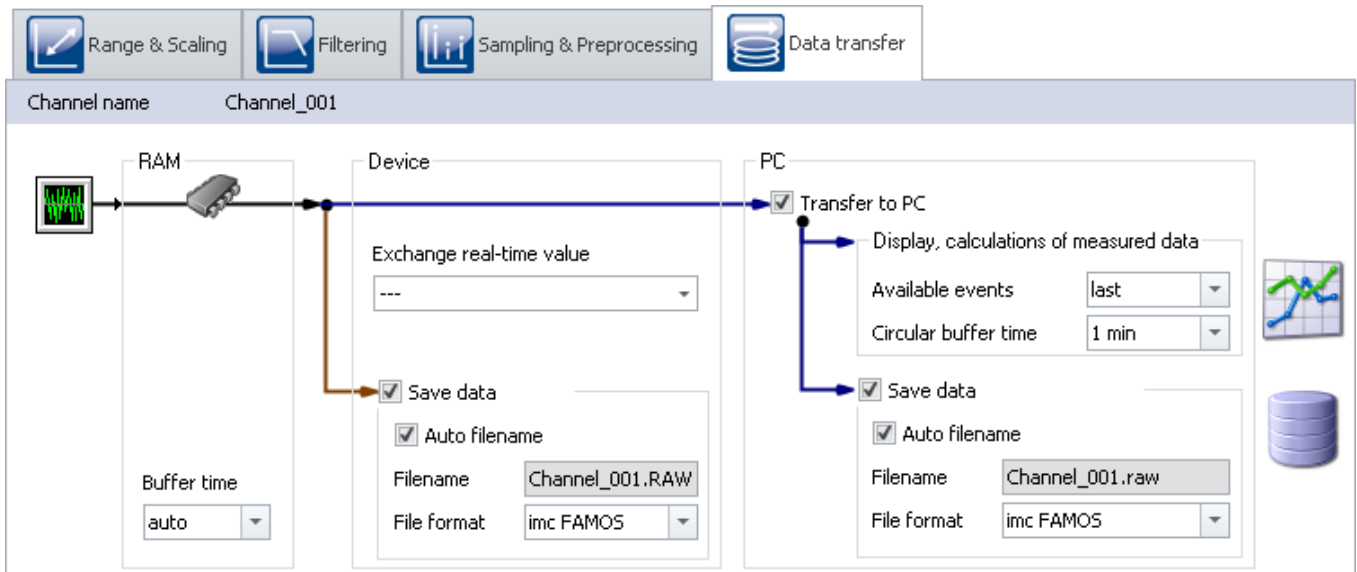 Range & Scaling
Filtering
Sampling & Preprocessing
Data transfer
Channel name Channel_001
RAM
Buffer time
auto
Device
Exchange real-time value
---
Save data
Auto filename
Filename Channel_001.RAW
File format imc FAMOS
PC
Transfer to PC
Display, calculations of measured data
Available events last
Circular buffer time 1 min
Save data
Auto filename
Filename Channel_001.raw
File format imc FAMOS